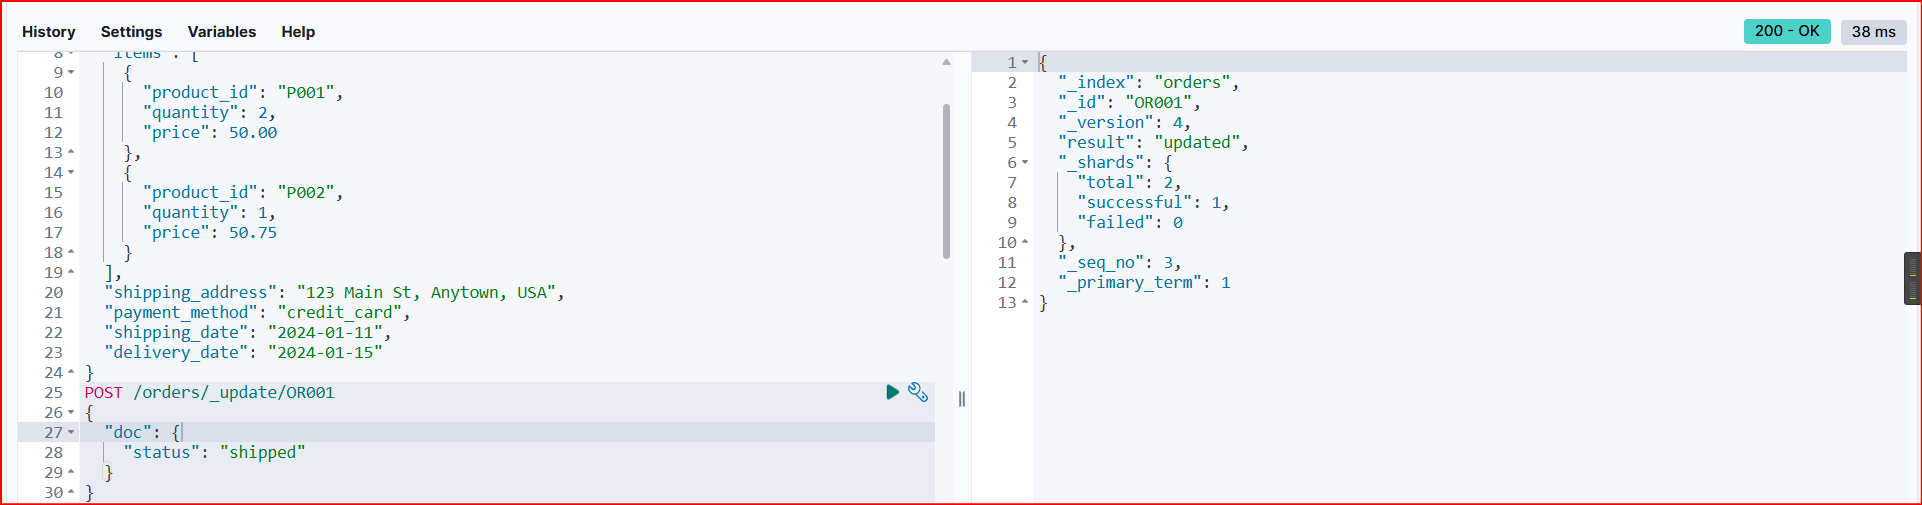 History Settings Variables Help 200 - OK 38 ms
8 "items": [
9 {
10 "product_id": "P001",
11 "quantity": 2,
12 "price": 50.00
13 },
14 {
15 "product_id": "P002",
16 "quantity": 1,
17 "price": 50.75
18 }
19 ],
20 "shipping_address": "123 Main St, Anytown, USA",
21 "payment_method": "credit_card",
22 "shipping_date": "2024-01-11",
23 "delivery_date": "2024-01-15"
24 }
25 POST /orders/_update/OR001
26 {
27 "doc": {
28 "status": "shipped"
29 }
30 }
1 {
2 "_index": "orders",
3 "_id": "OR001",
4 "_version": 4,
5 "result": "updated",
6 "_shards": {
7 "total": 2,
8 "successful": 1,
9 "failed": 0
10 },
11 "_seq_no": 3,
12 "_primary_term": 1
13 }